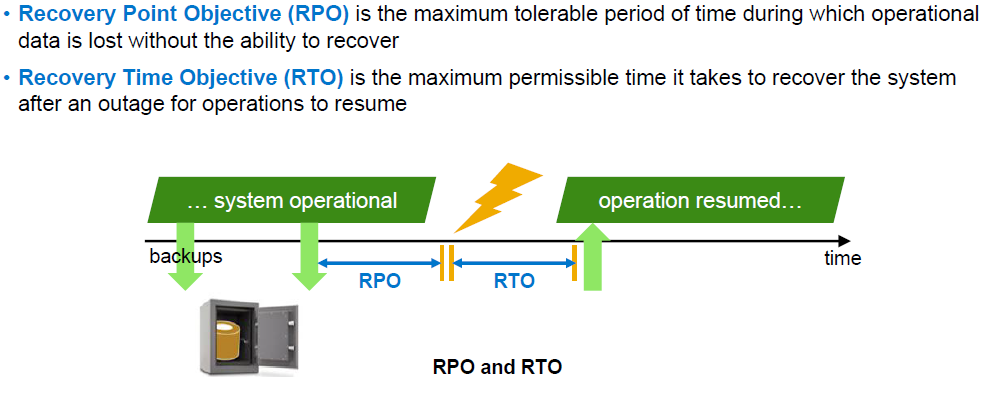 • Recovery Point Objective (RPO) is the maximum tolerable period of time during which operational
data is lost without the ability to recover
• Recovery Time Objective (RTO) is the maximum permissible time it takes to recover the system
after an outage for operations to resume
… system operational
operation resumed…
backups
time
RPO
RTO
RPO and RTO